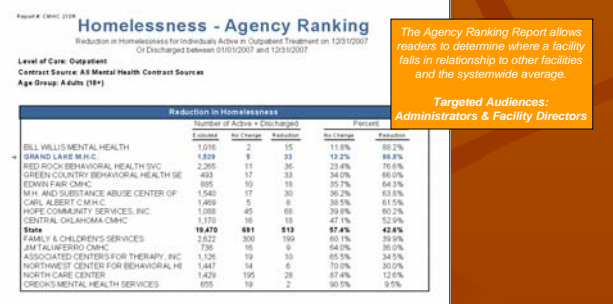 Report #: CMHC 2108
Homelessness - Agency Ranking
Reduction in Homelessness for Individuals Active in Outpatient Treatment on 12/31/2007
Or Discharged between 01/01/2007 and 12/31/2007
Level of Care: Outpatient
Contract Source: All Mental Health Contract Sources
Age Group: Adults (18+)
The Agency Ranking Report allows
readers to determine where a facility
falls in relationship to other facilities
and the systemwide average.
Targeted Audiences:
Administrators & Facility Directors
Reduction in Homelessness
Number of Active + Discharged Percent
Excluded No Change Reduction No Change Reduction
BILL WILLIS MENTAL HEALTH 1,016 2 15 11.8% 88.2%
GRAND LAKE M.H.C. 1,829 5 33 13.2% 86.8%
RED ROCK BEHAVIORAL HEALTH SVC 2,265 11 36 23.4% 76.6%
GREEN COUNTRY BEHAVIORAL HEALTH SE 493 17 33 34.0% 66.0%
EDWIN FAIR CMHC 885 10 18 35.7% 64.3%
M.H. AND SUBSTANCE ABUSE CENTER OF 1,540 17 30 36.2% 63.8%
CARL ALBERT C.M.H.C. 1,469 5 8 38.5% 61.5%
HOPE COMMUNITY SERVICES, INC 1,088 45 68 39.8% 60.2%
CENTRAL OKLAHOMA CMHC 1,170 16 18 47.1% 52.9%
State 19,470 691 513 57.4% 42.6%
FAMILY & CHILDREN'S SERVICES 2,622 300 199 60.1% 39.9%
JIM TALIAFERRO CMHC 736 16 9 64.0% 36.0%
ASSOCIATED CENTERS FOR THERAPY, INC 1,126 19 10 65.5% 34.5%
NORTHWEST CENTER FOR BEHAVIORAL HE 1,447 14 6 70.0% 30.0%
NORTH CARE CENTER 1,429 195 28 87.4% 12.6%
CREOKS MENTAL HEALTH SERVICES 655 19 2 90.5% 9.5%